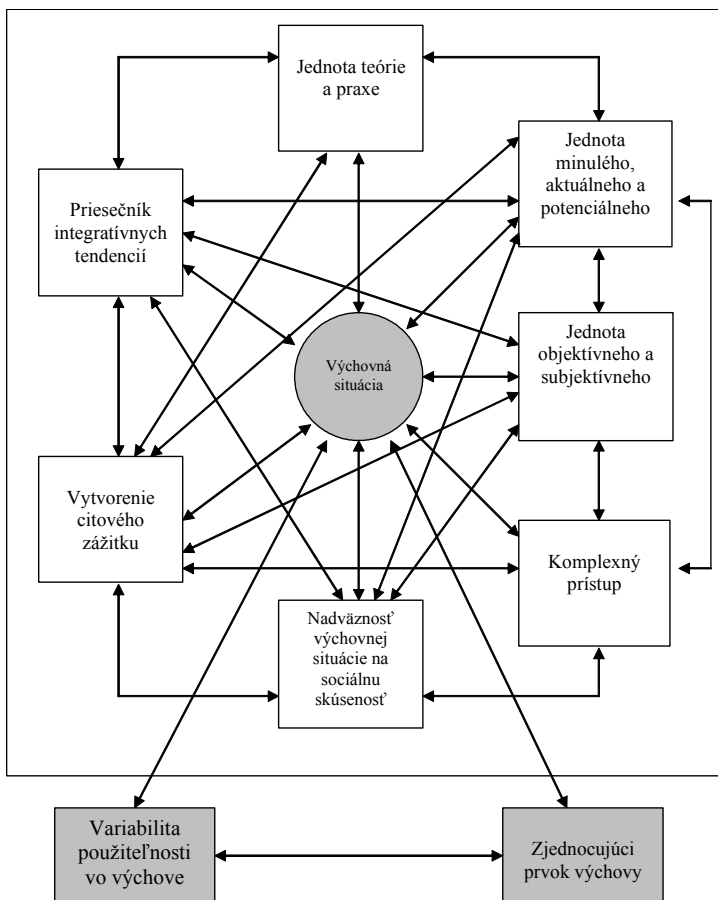 Jednota teórie
a praxe
Jednota
minulého,
aktuálneho a
potenciálneho
Priesečník
integratívnych
tendencií
Jednota
objektívneho a
subjektívneho
Výchovná
situácia
Vytvorenie
citového
zážitku
Komplexný
prístup
Nadväznosť
výchovnej
situácie na
sociálnu
skúsenosť
Variabilita
použiteľnosti
vo výchove
Zjednocujúci
prvok výchovy